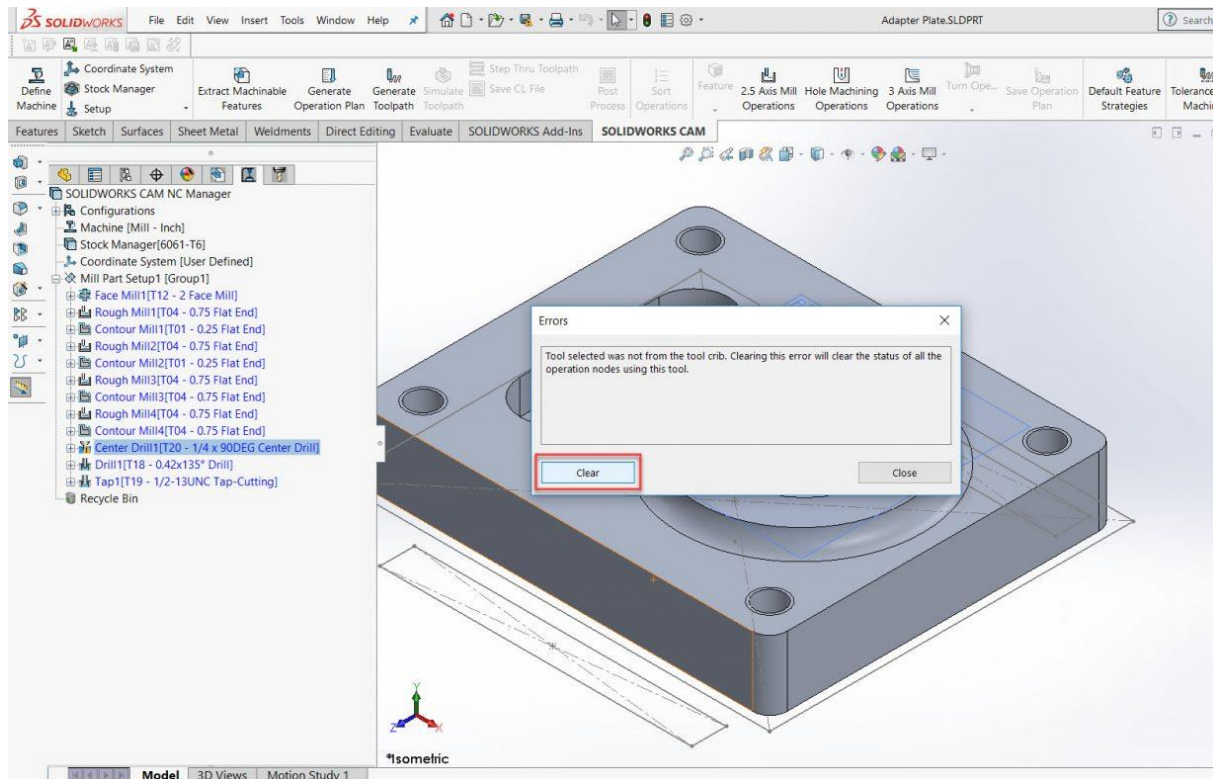 SOLIDWORKS File Edit View Insert Tools Window Help Adapter Plate.SLDPRT ? Search
Define Machine
Coordinate System
Stock Manager
Setup
Extract Machinable Features
Generate Operation Plan
Generate Toolpath
Simulate Toolpath
Step Thru Toolpath
Save CL File
Post Process
Sort Operations
Feature
2.5 Axis Mill Operations
Hole Machining Operations
3 Axis Mill Operations
Turn Ope...
Save Operation Plan
Default Feature Strategies
Tolerance
Machi
Features Sketch Surfaces Sheet Metal Weldments Direct Editing Evaluate SOLIDWORKS Add-Ins SOLIDWORKS CAM
SOLIDWORKS CAM NC Manager
Configurations
Machine [Mill - Inch]
Stock Manager[6061-T6]
Coordinate System [User Defined]
Mill Part Setup1 [Group1]
Face Mill1[T12 - 2 Face Mill]
Rough Mill1[T04 - 0.75 Flat End]
Contour Mill1[T01 - 0.25 Flat End]
Rough Mill2[T04 - 0.75 Flat End]
Contour Mill2[T01 - 0.25 Flat End]
Rough Mill3[T04 - 0.75 Flat End]
Contour Mill3[T04 - 0.75 Flat End]
Rough Mill4[T04 - 0.75 Flat End]
Contour Mill4[T04 - 0.75 Flat End]
Center Drill1[T20 - 1/4 x 90DEG Center Drill]
Drill1[T18 - 0.42x135° Drill]
Tap1[T19 - 1/2-13UNC Tap-Cutting]
Recycle Bin
Errors
Tool selected was not from the tool crib. Clearing this error will clear the status of all the
operation nodes using this tool.
Clear Close
Y
Z X
*Isometric
Model 3D Views Motion Study 1